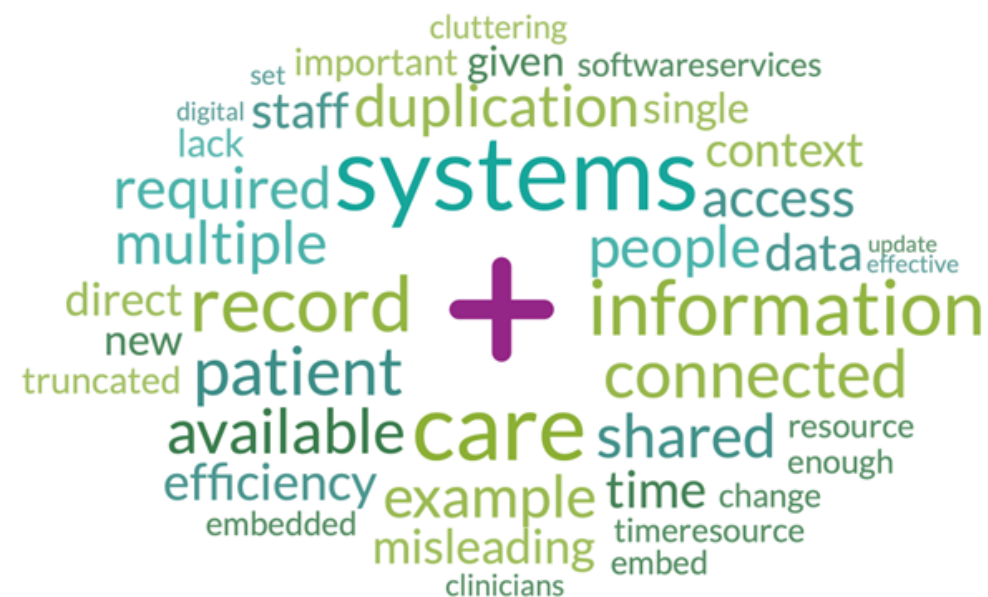 cluttering
set important given softwareservices
digital staff duplication single
lack systems context
required access
multiple people data update
effective
direct record information
new
truncated patient connected
available care shared resource
enough
efficiency example time change
embedded timeresource
misleading embed
clinicians